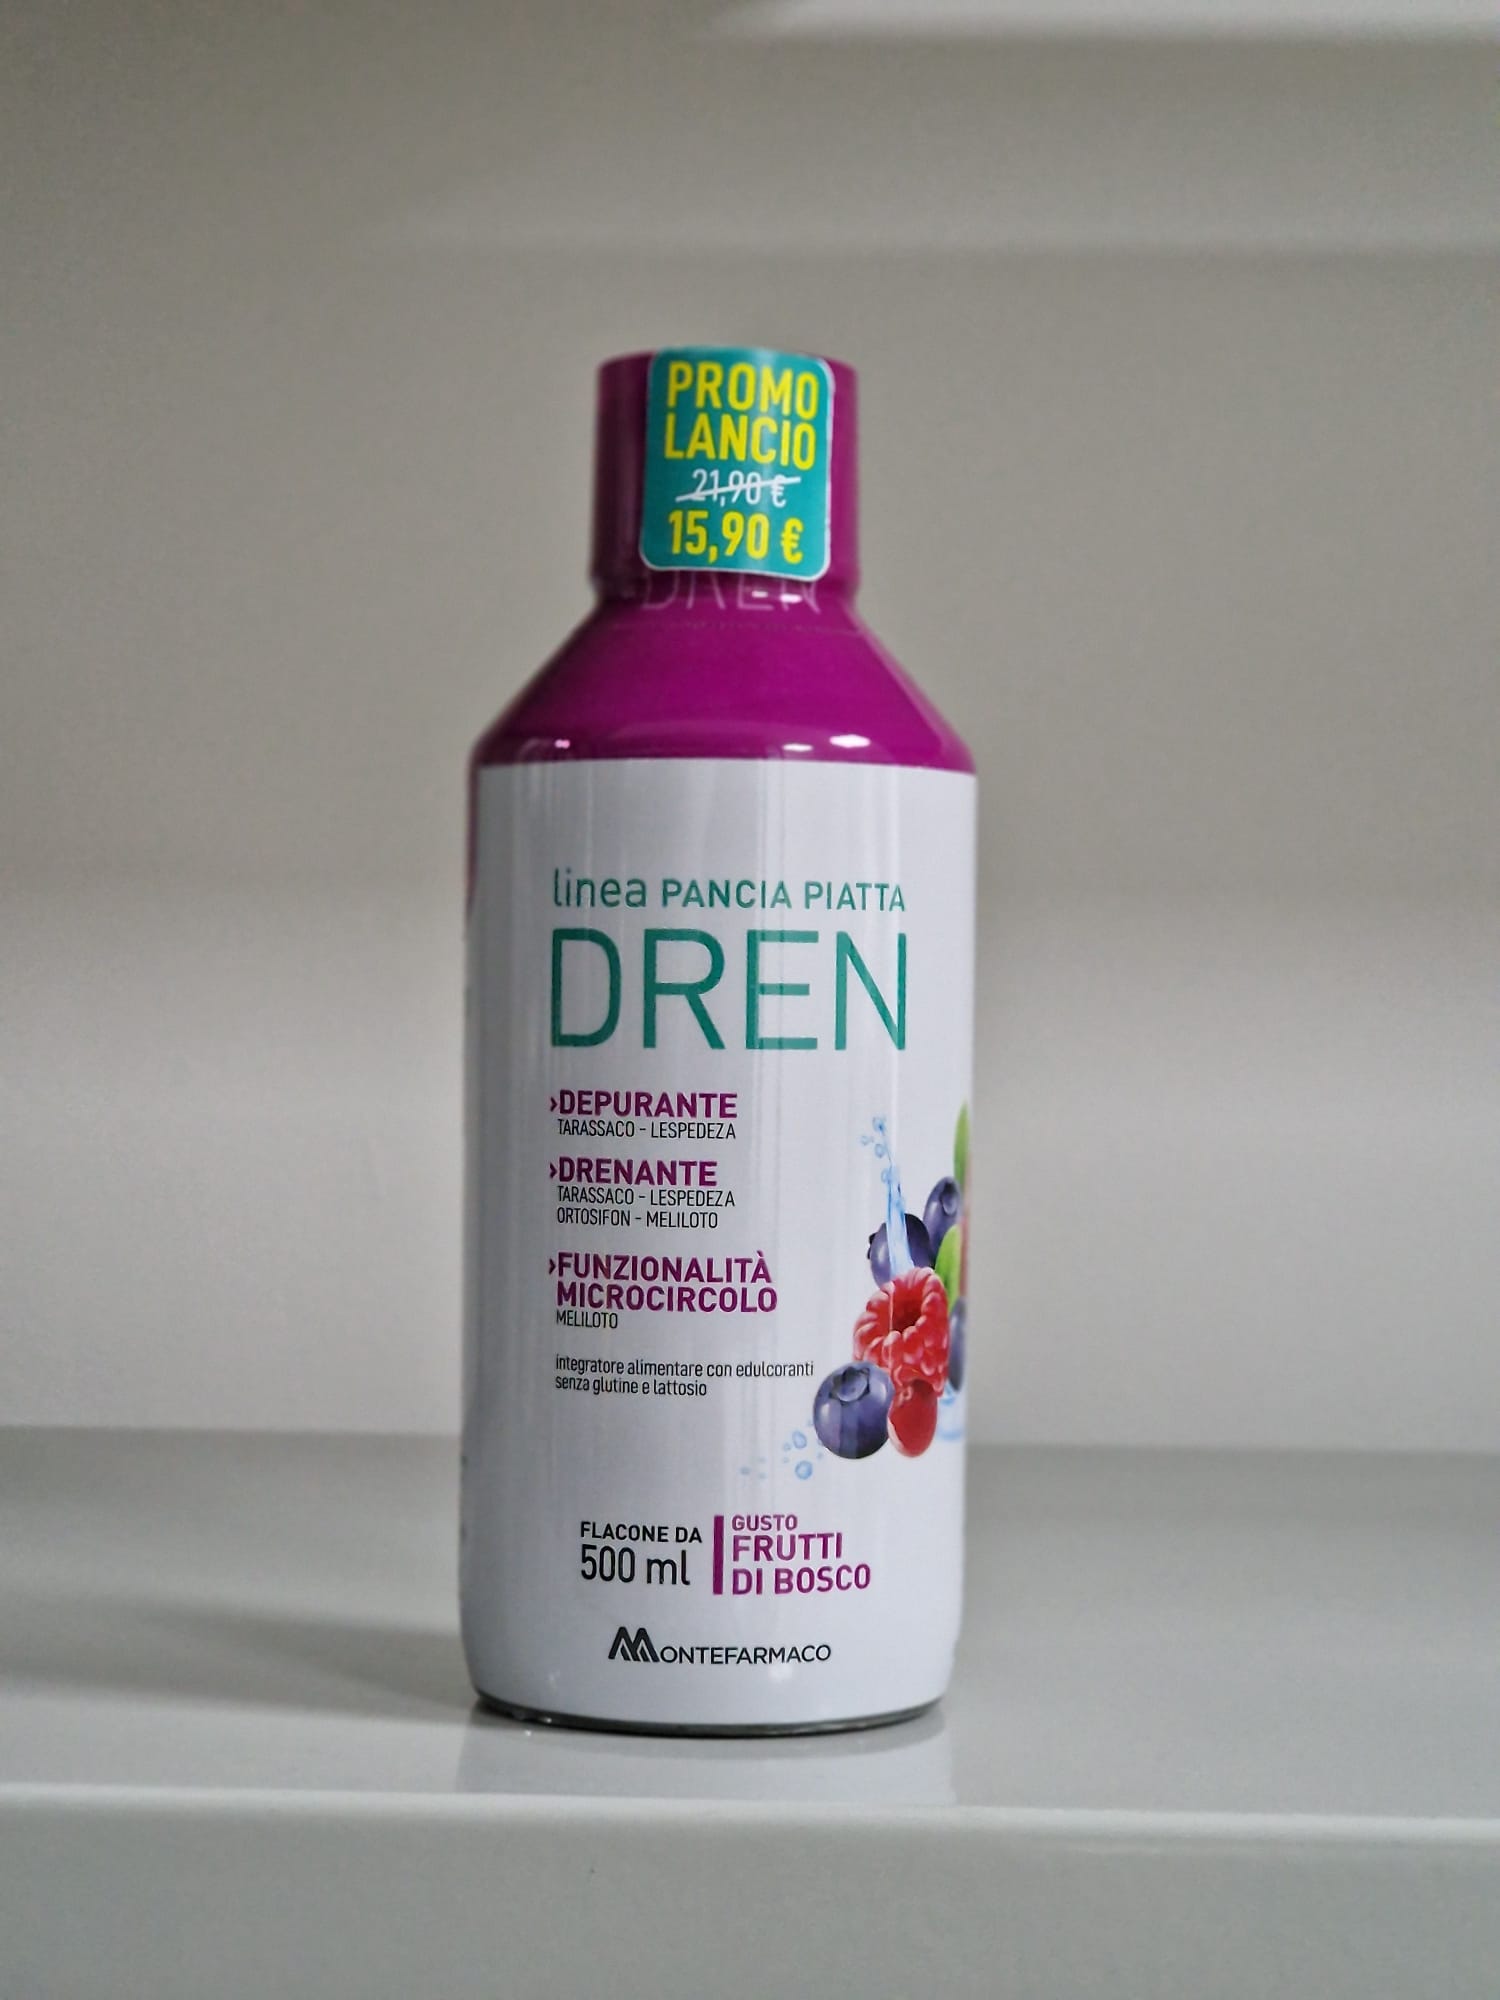 PROMO
LANCIO
21,90 €
15,90 €
DREN
linea PANCIA PIATTA
DREN
›DEPURANTE
TARASSACO - LESPEDEZA
›DRENANTE
TARASSACO - LESPEDEZA
ORTOSIFON - MELILOTO
›FUNZIONALITÀ
MICROCIRCOLO
MELILOTO
integratore alimentare con edulcoranti
senza glutine e lattosio
FLACONE DA
500 ml
GUSTO
FRUTTI
DI BOSCO
MONTEFARMACO